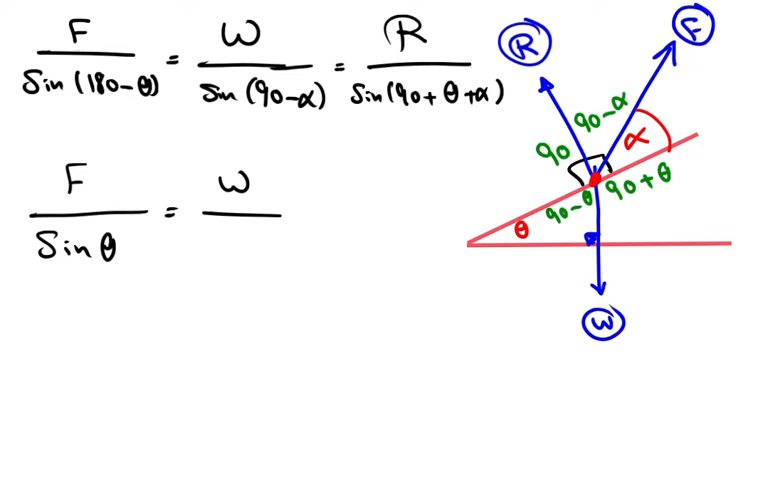 F/Sin(180-θ) = W/Sin(90-α) = R/Sin(90+θ+α)
F/Sinθ = W/
R
F
90-α
90
α
90-θ
90+θ
θ
W